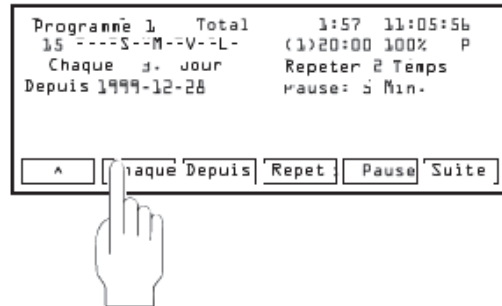 Programme 1 Total 1:57 11:05:56
15 ----S--M--V--L- (1)20:00 100% P
Chaque 3. Jour Repeter 2 Temps
Depuis 1999-12-28 Pause: 5 Min.
^ Chaque Depuis Repet. Pause Suite